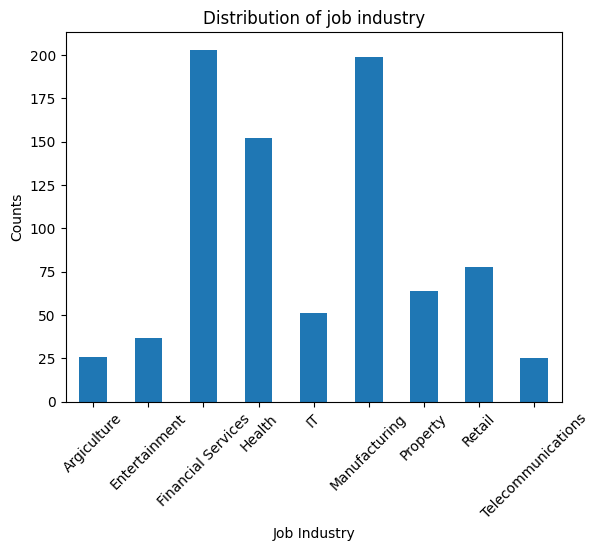 Distribution of job industry
Counts
200
175
150
125
100
75
50
25
0
Argiculture
Entertainment
Financial Services
Health
IT
Manufacturing
Property
Retail
Telecommunications
Job Industry